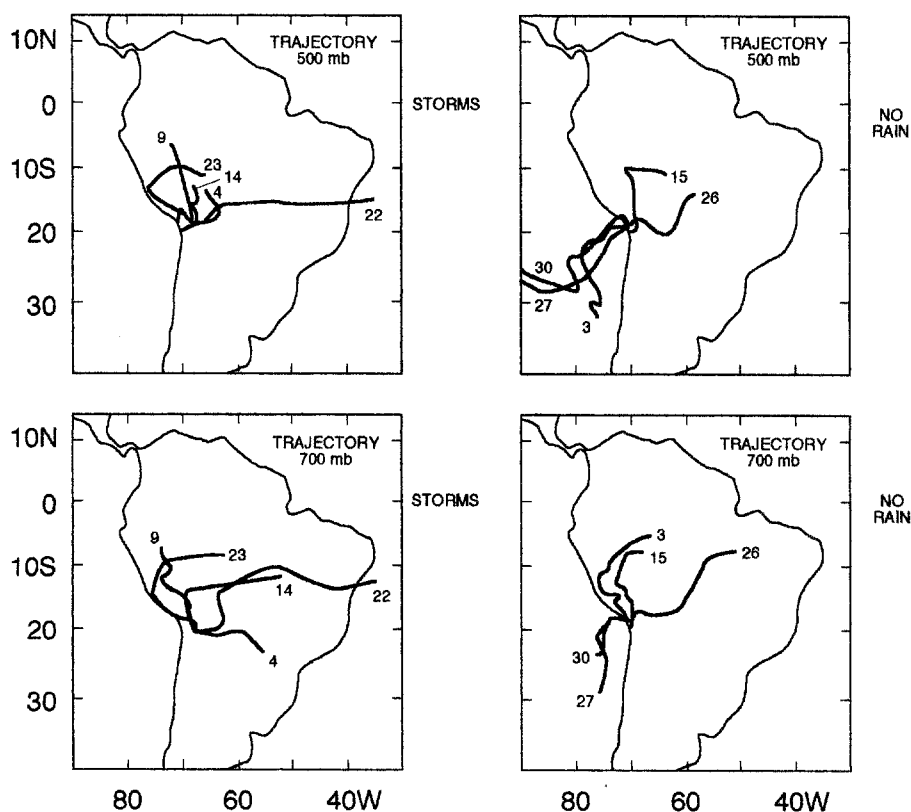 10N
0
10S
20
30
TRAJECTORY
500 mb
9
23
14
4
22
STORMS
TRAJECTORY
500 mb
15
26
30
27
3
NO
RAIN
10N
0
10S
20
30
TRAJECTORY
700 mb
9
23
14
22
4
STORMS
TRAJECTORY
700 mb
3
15
26
30
27
NO
RAIN
80
60
40W
80
60
40W